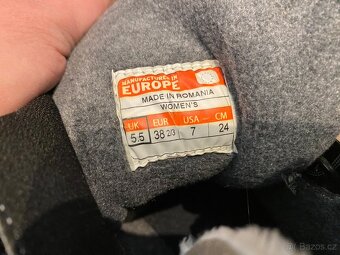 MANUFACTURED IN
EUROPE
MADE IN ROMANIA
WOMEN'S
UK EUR USA CM
5.5 38 2/3 7 24
Bazos.cz